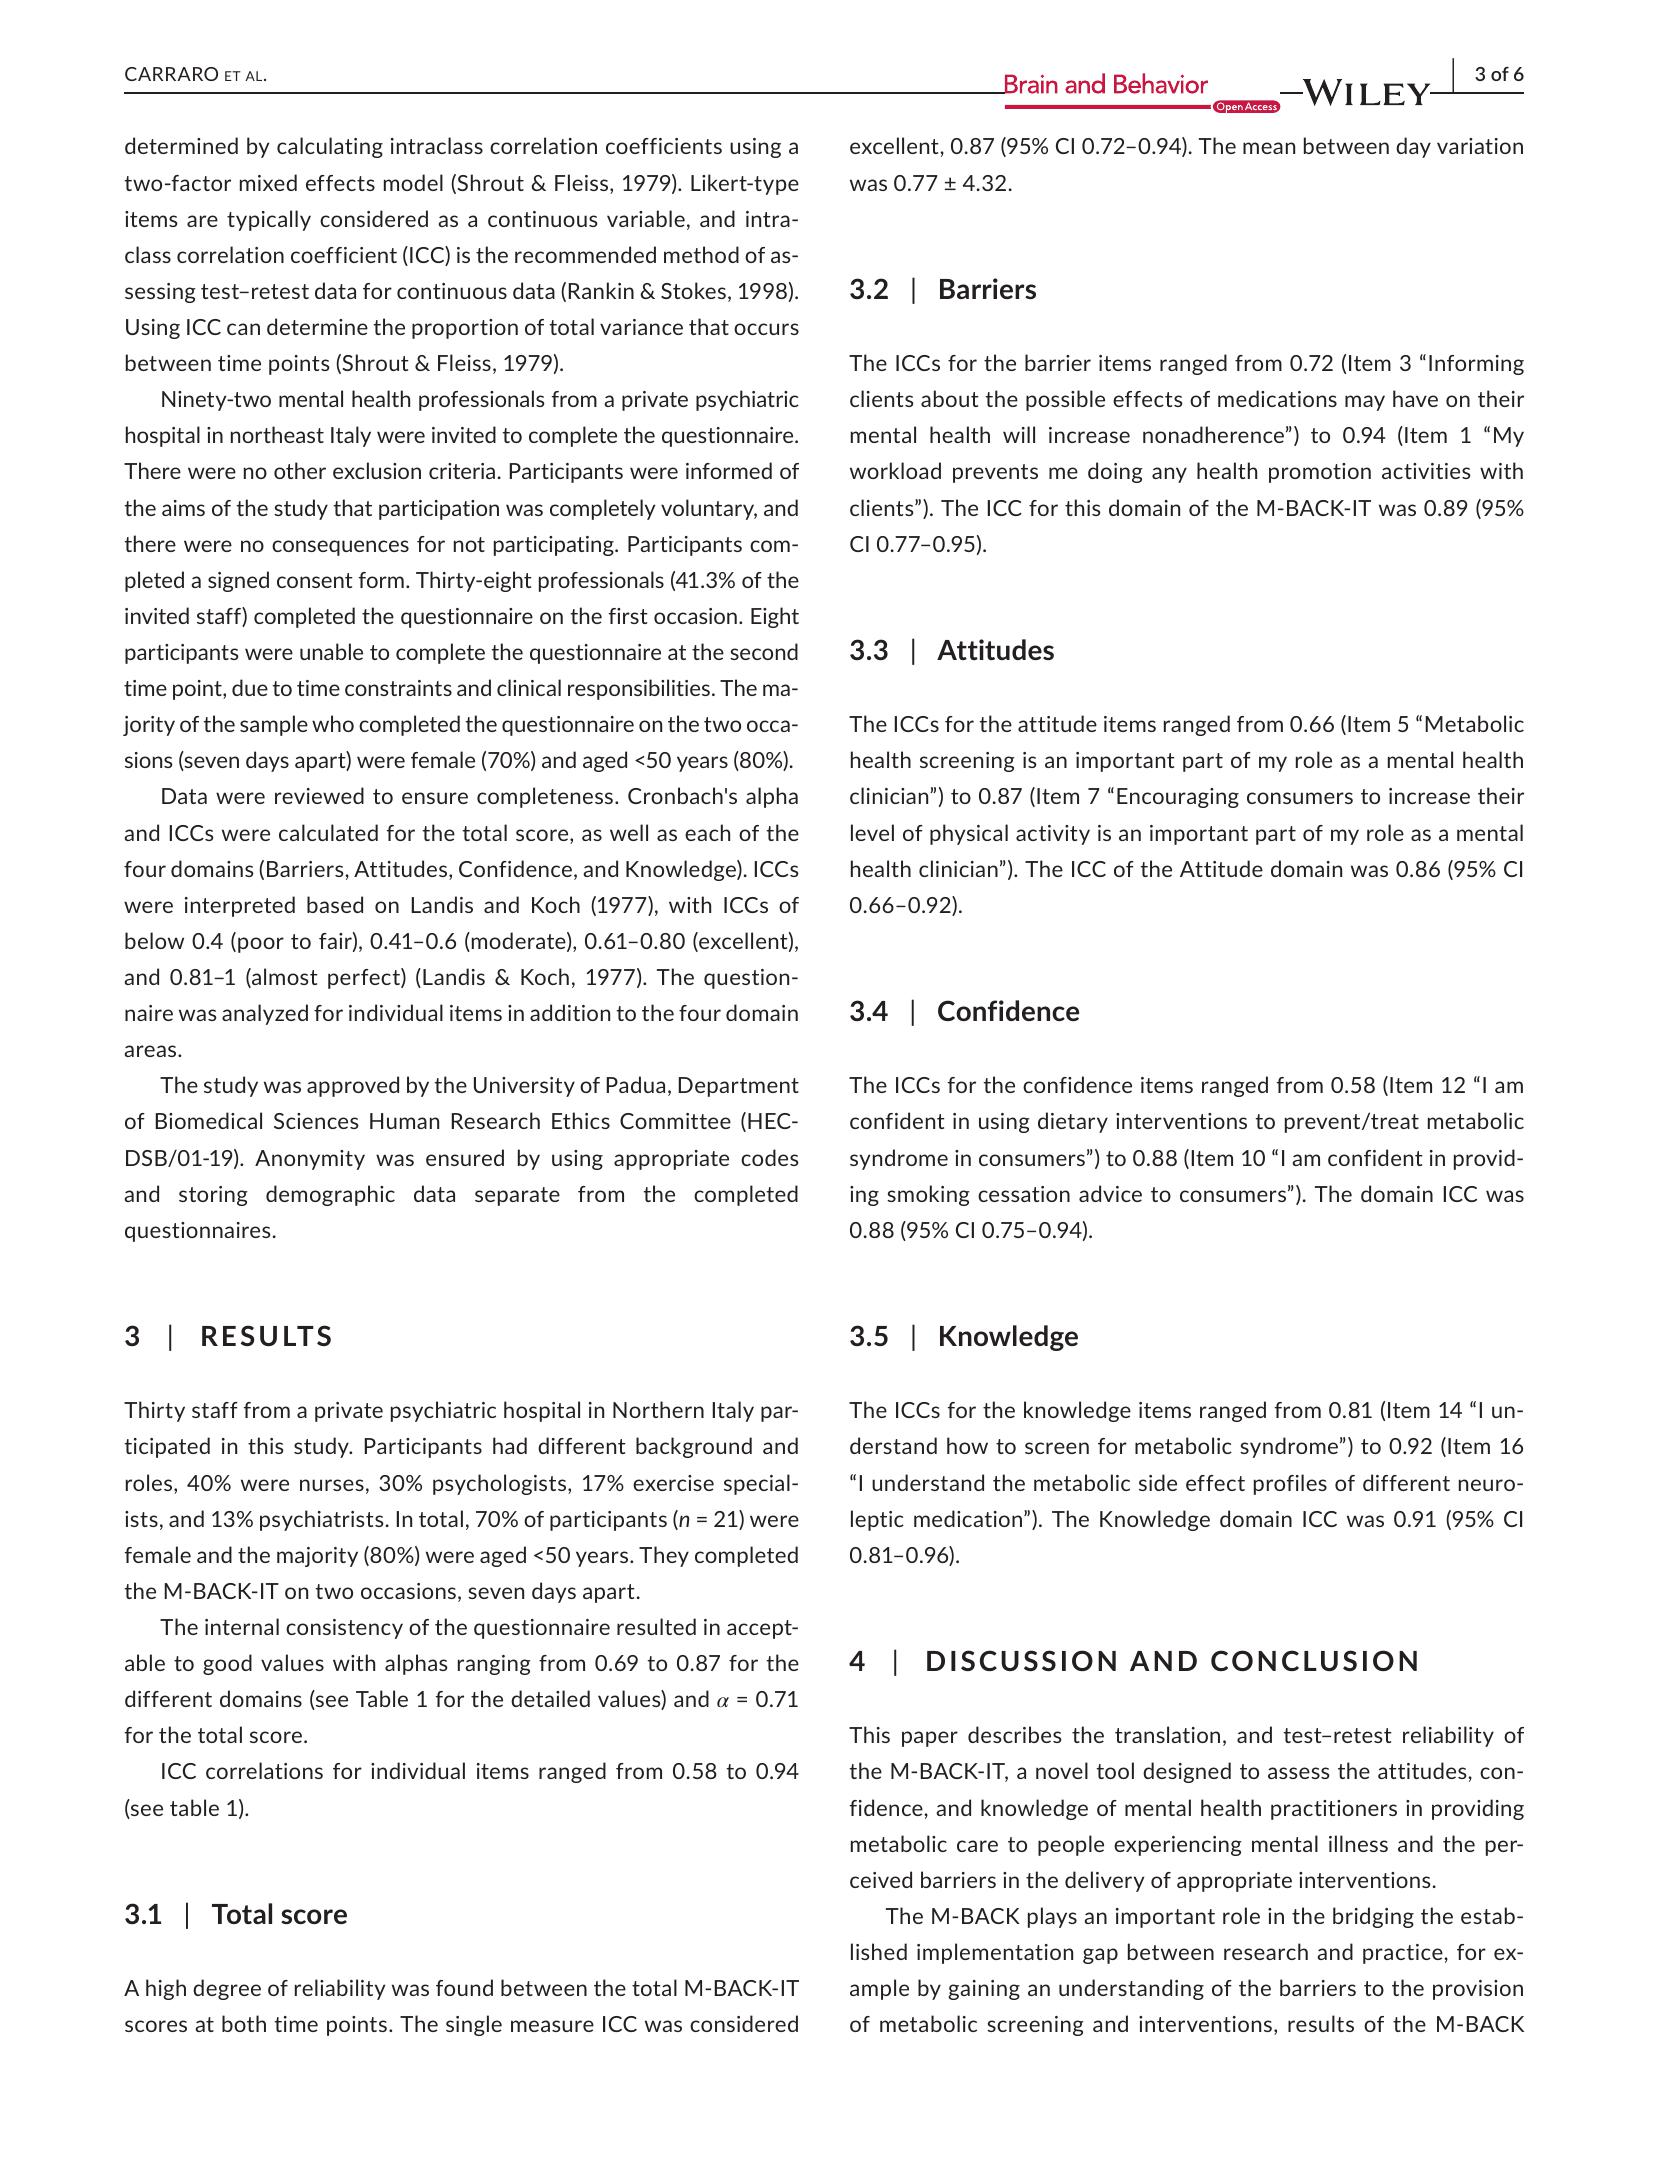 CARRARO ET AL.
Brain and Behavior
Open Access
WILEY
3 of 6
determined by calculating intraclass correlation coefficients using a
two-factor mixed effects model (Shrout & Fleiss, 1979). Likert-type
items are typically considered as a continuous variable, and intra-
class correlation coefficient (ICC) is the recommended method of as-
sessing test–retest data for continuous data (Rankin & Stokes, 1998).
Using ICC can determine the proportion of total variance that occurs
between time points (Shrout & Fleiss, 1979).
Ninety-two mental health professionals from a private psychiatric
hospital in northeast Italy were invited to complete the questionnaire.
There were no other exclusion criteria. Participants were informed of
the aims of the study that participation was completely voluntary, and
there were no consequences for not participating. Participants com-
pleted a signed consent form. Thirty-eight professionals (41.3% of the
invited staff) completed the questionnaire on the first occasion. Eight
participants were unable to complete the questionnaire at the second
time point, due to time constraints and clinical responsibilities. The ma-
jority of the sample who completed the questionnaire on the two occa-
sions (seven days apart) were female (70%) and aged <50 years (80%).
Data were reviewed to ensure completeness. Cronbach's alpha
and ICCs were calculated for the total score, as well as each of the
four domains (Barriers, Attitudes, Confidence, and Knowledge). ICCs
were interpreted based on Landis and Koch (1977), with ICCs of
below 0.4 (poor to fair), 0.41–0.6 (moderate), 0.61–0.80 (excellent),
and 0.81–1 (almost perfect) (Landis & Koch, 1977). The question-
naire was analyzed for individual items in addition to the four domain
areas.
The study was approved by the University of Padua, Department
of Biomedical Sciences Human Research Ethics Committee (HEC-
DSB/01-19). Anonymity was ensured by using appropriate codes
and storing demographic data separate from the completed
questionnaires.
3 | RESULTS
Thirty staff from a private psychiatric hospital in Northern Italy par-
ticipated in this study. Participants had different background and
roles, 40% were nurses, 30% psychologists, 17% exercise special-
ists, and 13% psychiatrists. In total, 70% of participants (n = 21) were
female and the majority (80%) were aged <50 years. They completed
the M-BACK-IT on two occasions, seven days apart.
The internal consistency of the questionnaire resulted in accept-
able to good values with alphas ranging from 0.69 to 0.87 for the
different domains (see Table 1 for the detailed values) and α = 0.71
for the total score.
ICC correlations for individual items ranged from 0.58 to 0.94
(see table 1).
3.1 | Total score
A high degree of reliability was found between the total M-BACK-IT
scores at both time points. The single measure ICC was considered
excellent, 0.87 (95% CI 0.72–0.94). The mean between day variation
was 0.77 ± 4.32.
3.2 | Barriers
The ICCs for the barrier items ranged from 0.72 (Item 3 “Informing
clients about the possible effects of medications may have on their
mental health will increase nonadherence”) to 0.94 (Item 1 “My
workload prevents me doing any health promotion activities with
clients”). The ICC for this domain of the M-BACK-IT was 0.89 (95%
CI 0.77–0.95).
3.3 | Attitudes
The ICCs for the attitude items ranged from 0.66 (Item 5 “Metabolic
health screening is an important part of my role as a mental health
clinician”) to 0.87 (Item 7 “Encouraging consumers to increase their
level of physical activity is an important part of my role as a mental
health clinician”). The ICC of the Attitude domain was 0.86 (95% CI
0.66–0.92).
3.4 | Confidence
The ICCs for the confidence items ranged from 0.58 (Item 12 “I am
confident in using dietary interventions to prevent/treat metabolic
syndrome in consumers”) to 0.88 (Item 10 “I am confident in provid-
ing smoking cessation advice to consumers”). The domain ICC was
0.88 (95% CI 0.75–0.94).
3.5 | Knowledge
The ICCs for the knowledge items ranged from 0.81 (Item 14 “I un-
derstand how to screen for metabolic syndrome”) to 0.92 (Item 16
“I understand the metabolic side effect profiles of different neuro-
leptic medication”). The Knowledge domain ICC was 0.91 (95% CI
0.81–0.96).
4 | DISCUSSION AND CONCLUSION
This paper describes the translation, and test–retest reliability of
the M-BACK-IT, a novel tool designed to assess the attitudes, con-
fidence, and knowledge of mental health practitioners in providing
metabolic care to people experiencing mental illness and the per-
ceived barriers in the delivery of appropriate interventions.
The M-BACK plays an important role in the bridging the estab-
lished implementation gap between research and practice, for ex-
ample by gaining an understanding of the barriers to the provision
of metabolic screening and interventions, results of the M-BACK